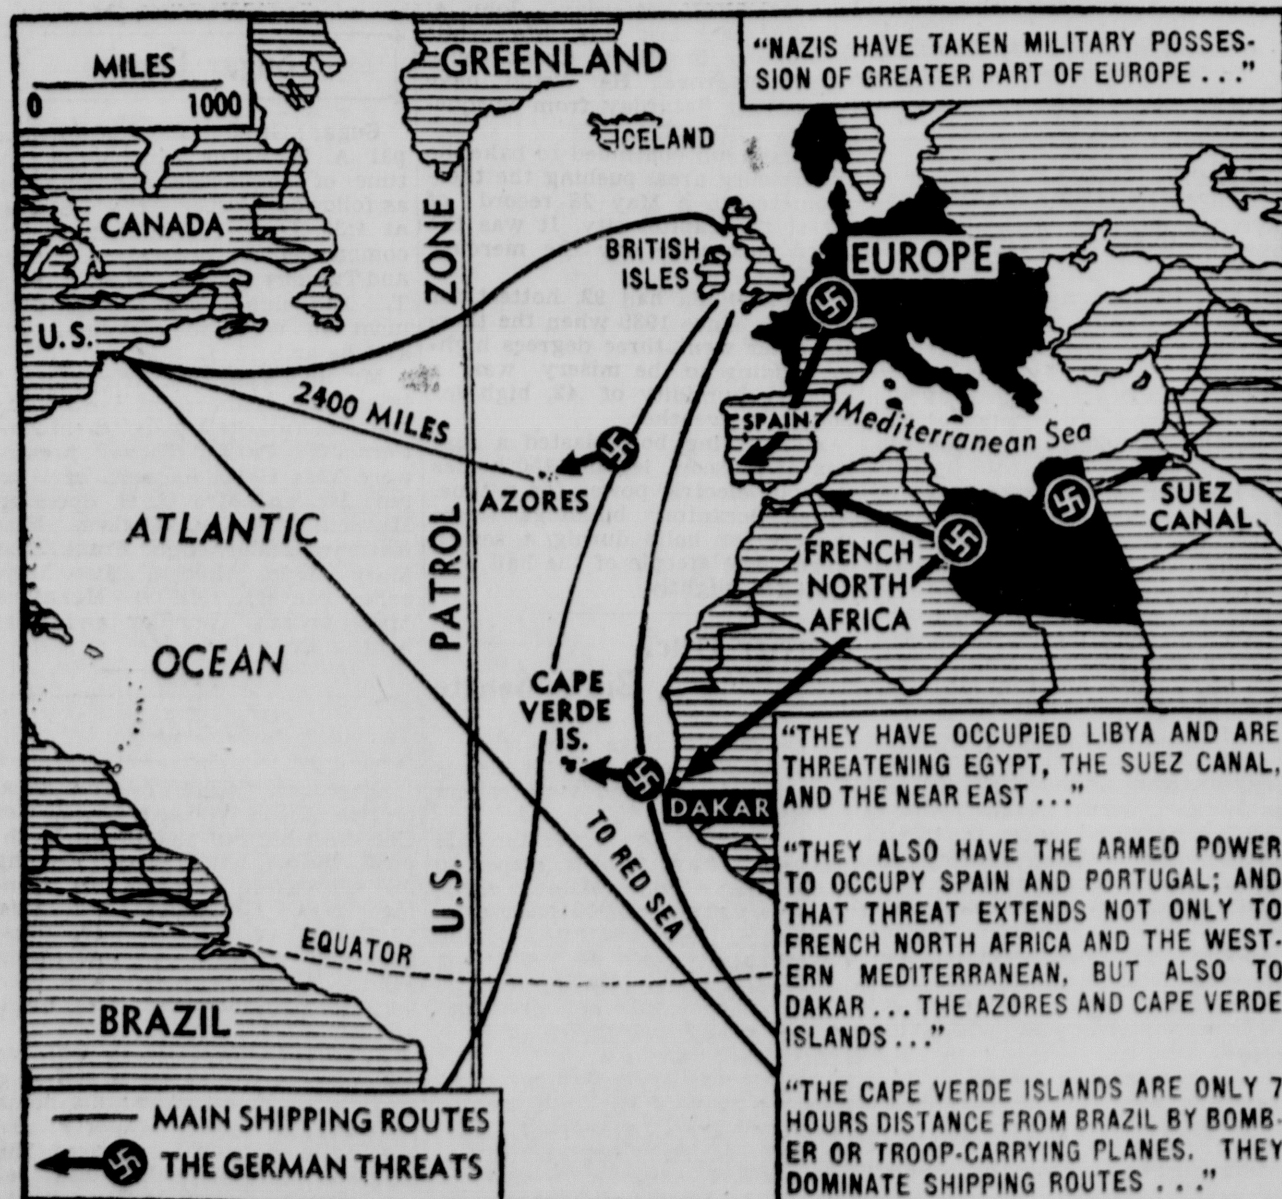 MILES
0 1000
GREENLAND
"NAZIS HAVE TAKEN MILITARY POSSES-
SION OF GREATER PART OF EUROPE . . ."
ICELAND
CANADA
U.S.
BRITISH
ISLES
EUROPE
2400 MILES
AZORES
SPAIN?
Mediterranean Sea
SUEZ
CANAL
FRENCH
NORTH
AFRICA
ATLANTIC
OCEAN
U.S. PATROL ZONE
CAPE
VERDE
IS.
DAKAR
TO RED SEA
EQUATOR
BRAZIL
"THEY HAVE OCCUPIED LIBYA AND ARE
THREATENING EGYPT, THE SUEZ CANAL,
AND THE NEAR EAST . . ."
"THEY ALSO HAVE THE ARMED POWER
TO OCCUPY SPAIN AND PORTUGAL; AND
THAT THREAT EXTENDS NOT ONLY TO
FRENCH NORTH AFRICA AND THE WEST-
ERN MEDITERRANEAN, BUT ALSO TO
DAKAR . . . THE AZORES AND CAPE VERDE
ISLANDS . . ."
"THE CAPE VERDE ISLANDS ARE ONLY 7
HOURS DISTANCE FROM BRAZIL BY BOMB-
ER OR TROOP-CARRYING PLANES. THEY
DOMINATE SHIPPING ROUTES . . ."
MAIN SHIPPING ROUTES
THE GERMAN THREATS